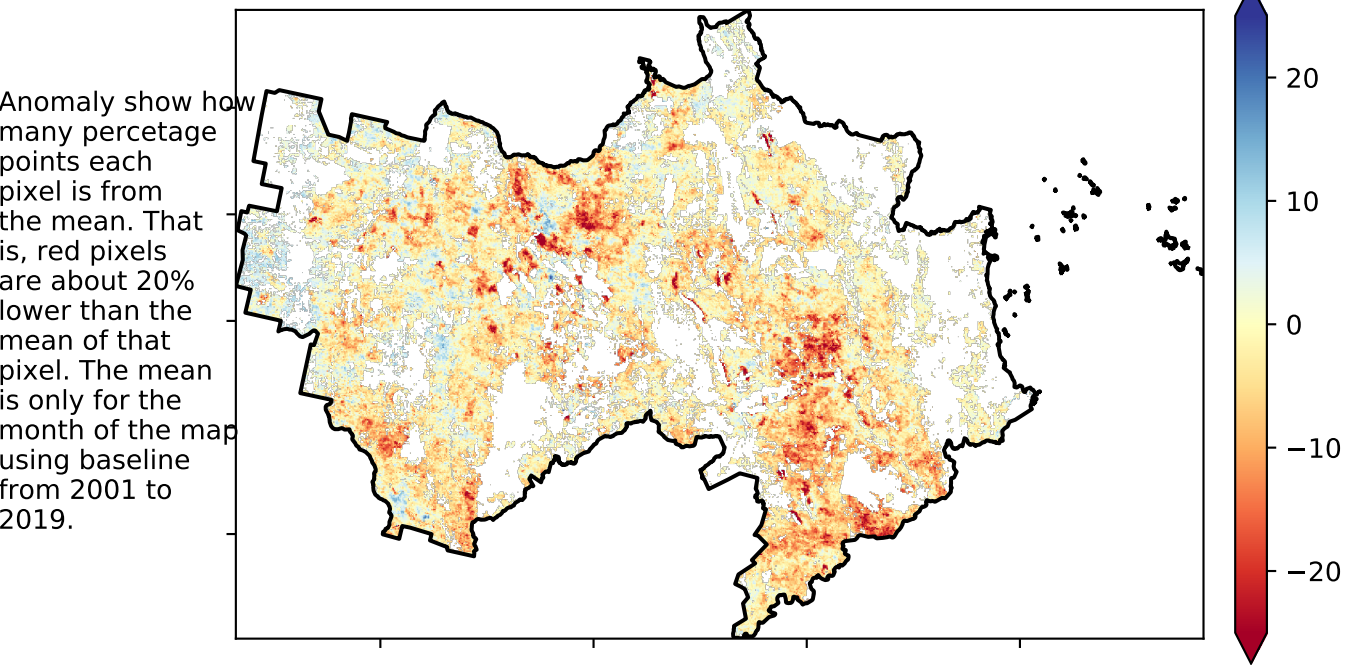 Anomaly show how
many percetage
points each
pixel is from
the mean. That
is, red pixels
are about 20%
lower than the
mean of that
pixel. The mean
is only for the
month of the map
using baseline
from 2001 to
2019.
20
10
0
−10
−20